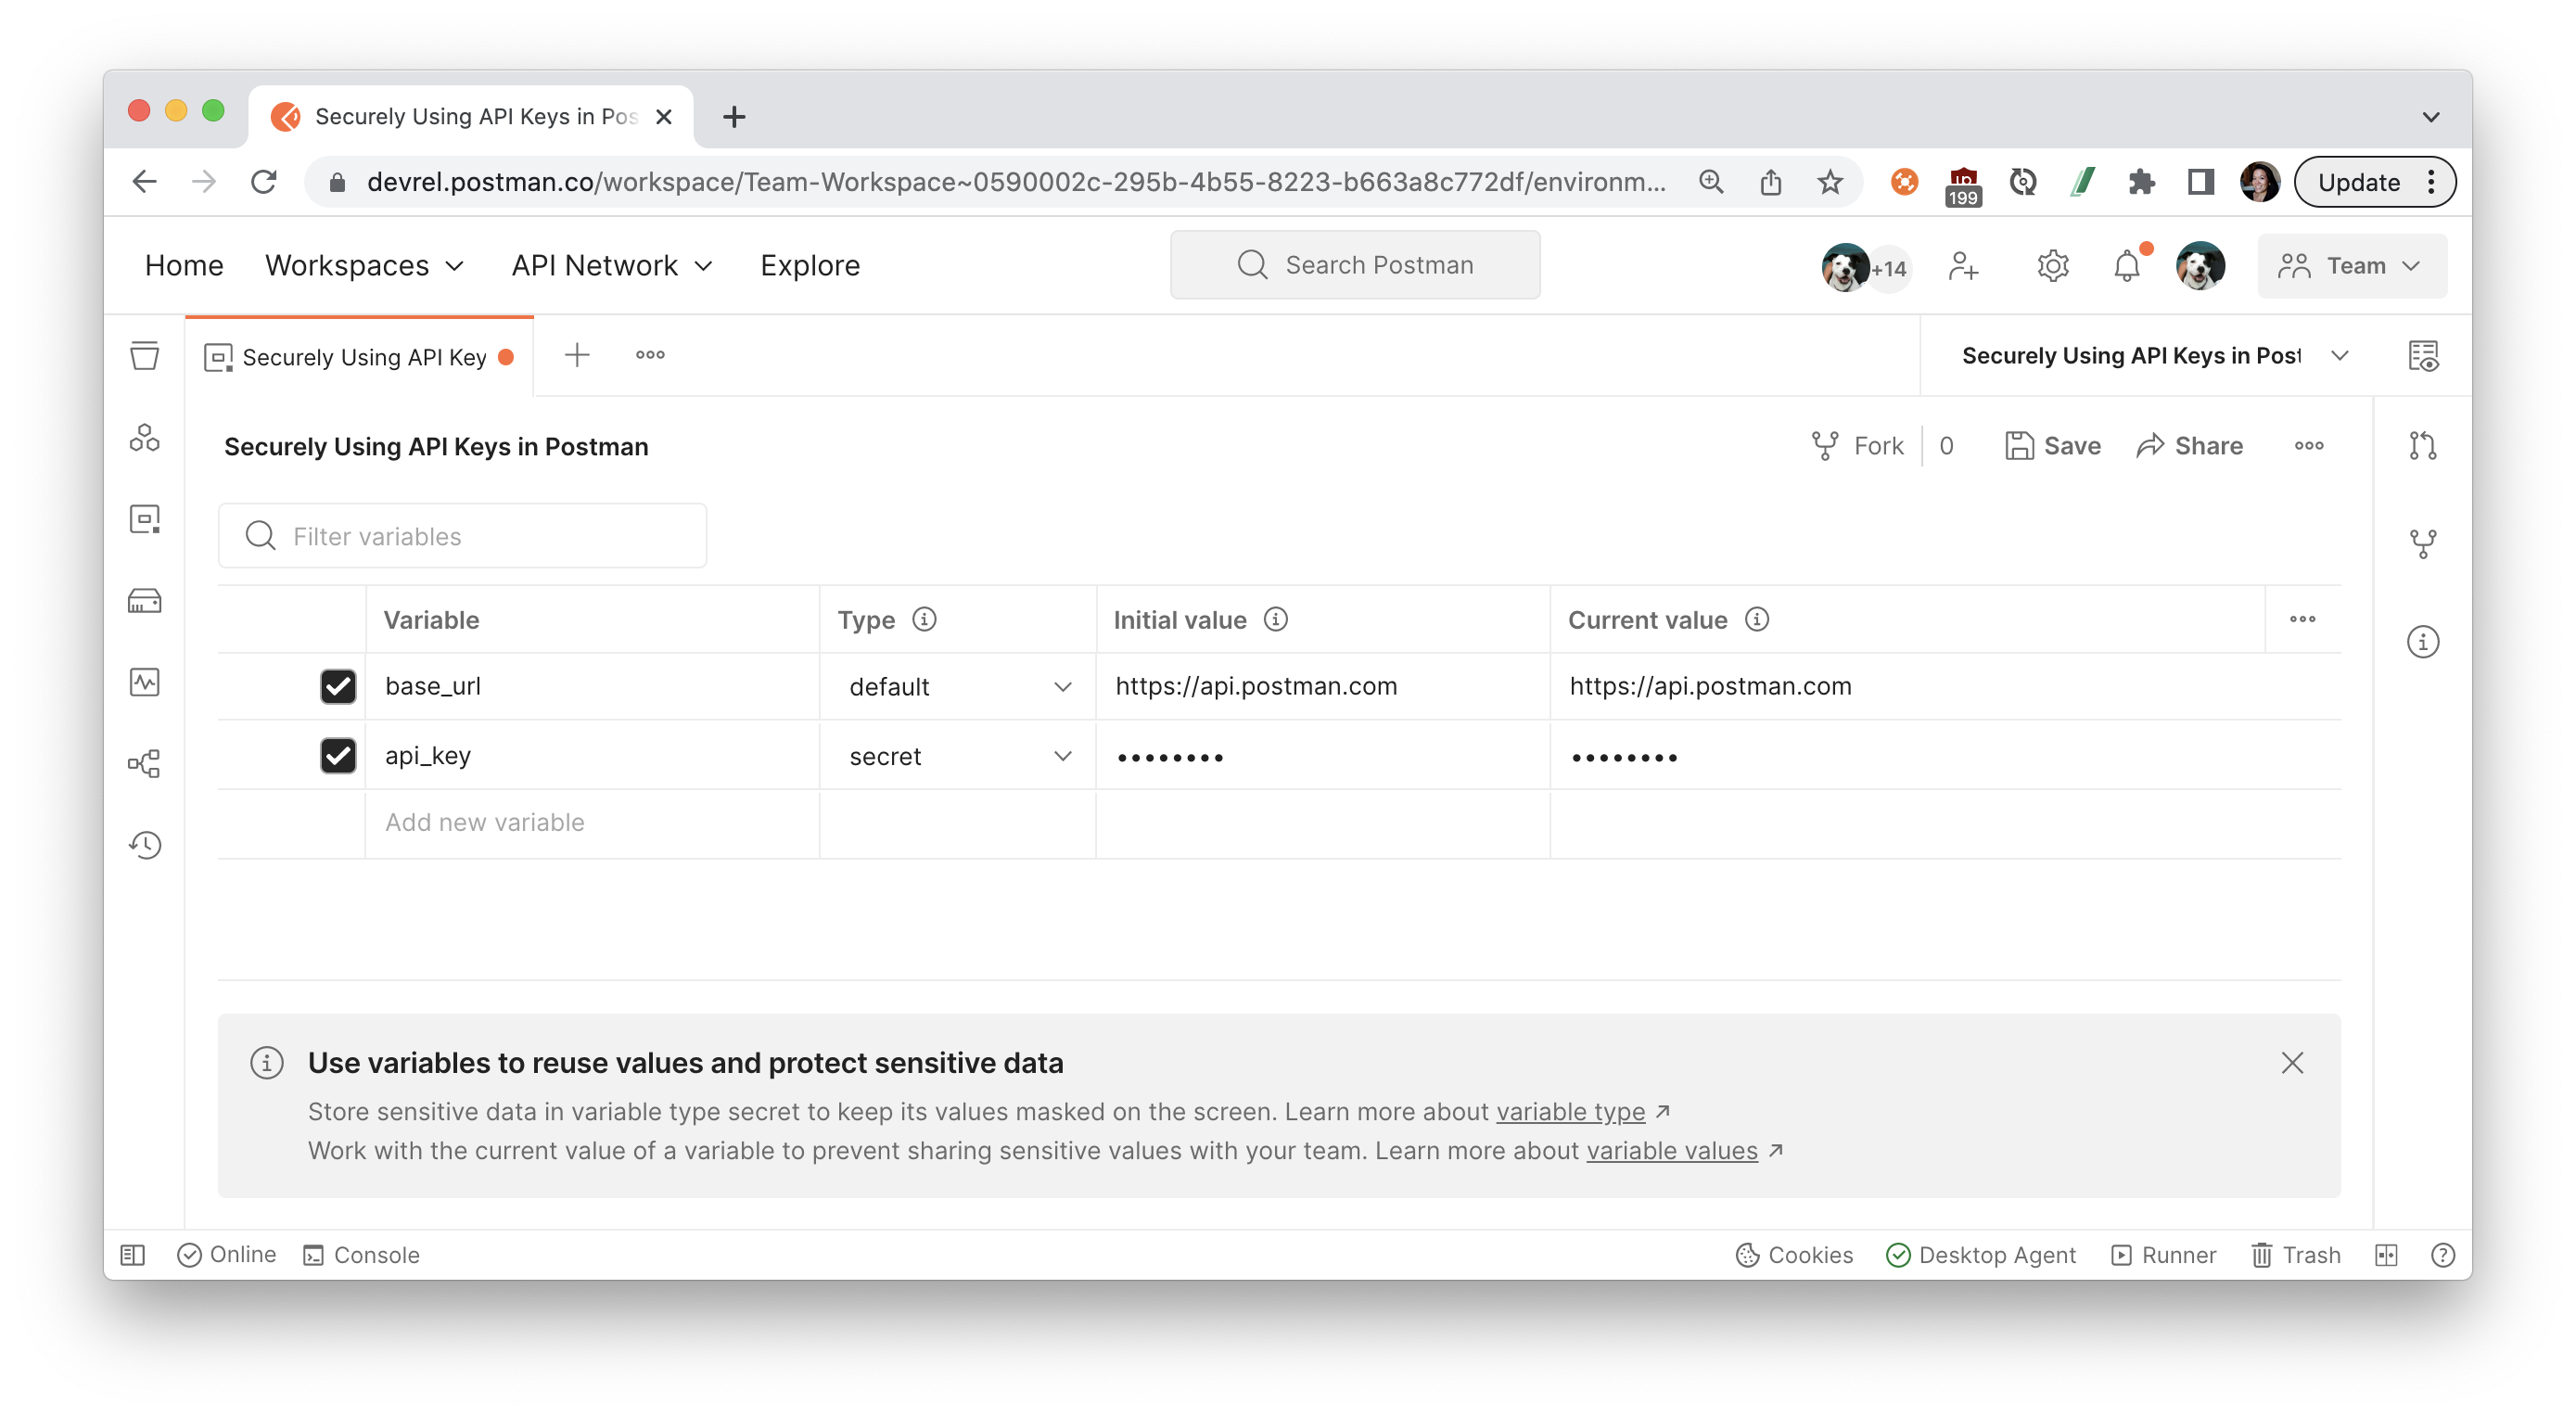 Securely Using API Keys in Pos
devrel.postman.co/workspace/Team-Workspace~0590002c-295b-4b55-8223-b663a8c772df/environm...
199
Update
Home
Workspaces
API Network
Explore
Search Postman
+14
Team
Securely Using API Key
Securely Using API Keys in Post
Securely Using API Keys in Postman
Fork
0
Save
Share
Filter variables
Variable
Type
Initial value
Current value
base_url
default
https://api.postman.com
https://api.postman.com
api_key
secret
••••••••
••••••••
Add new variable
Use variables to reuse values and protect sensitive data
Store sensitive data in variable type secret to keep its values masked on the screen. Learn more about variable type ↗
Work with the current value of a variable to prevent sharing sensitive values with your team. Learn more about variable values ↗
Online
Console
Cookies
Desktop Agent
Runner
Trash